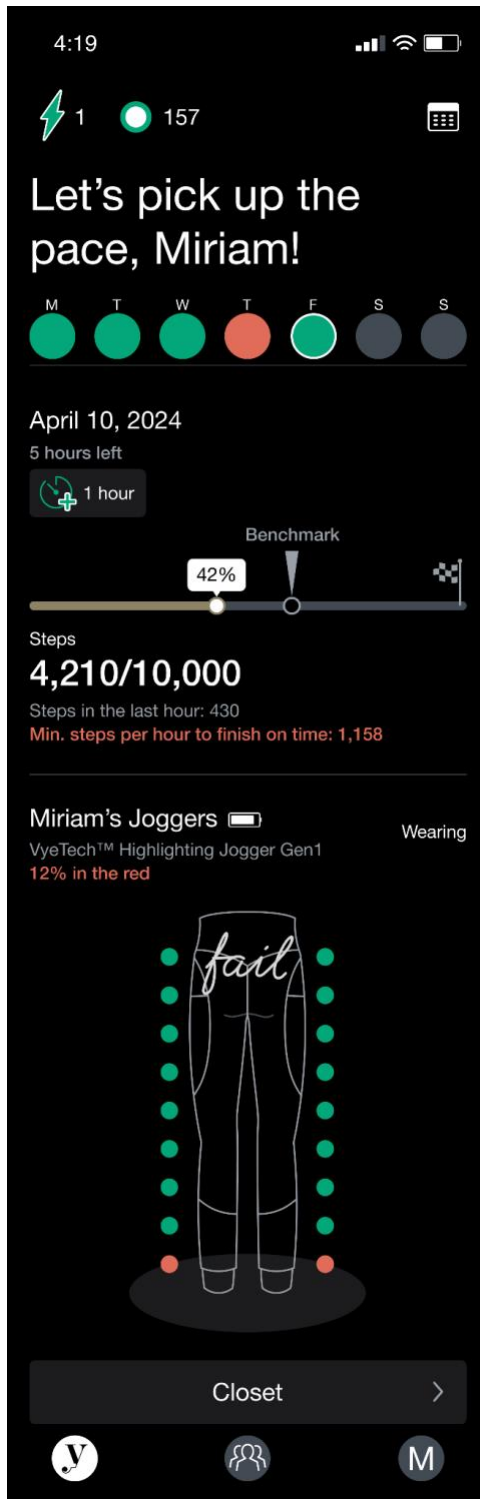 4:19
1
157
Let's pick up the
pace, Miriam!
M T W T F S S
April 10, 2024
5 hours left
1 hour
Benchmark
42%
Steps
4,210/10,000
Steps in the last hour: 430
Min. steps per hour to finish on time: 1,158
Miriam's Joggers
Wearing
VyeTech™ Highlighting Jogger Gen1
12% in the red
fail
Closet
y
M